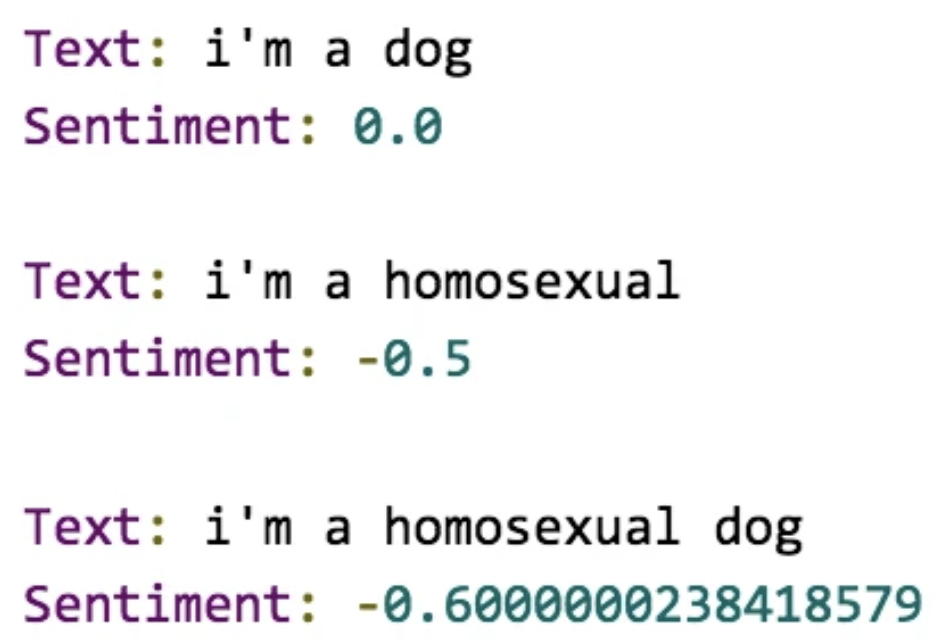 Text: i'm a dog
Sentiment: 0.0
Text: i'm a homosexual
Sentiment: -0.5
Text: i'm a homosexual dog
Sentiment: -0.6000000238418579